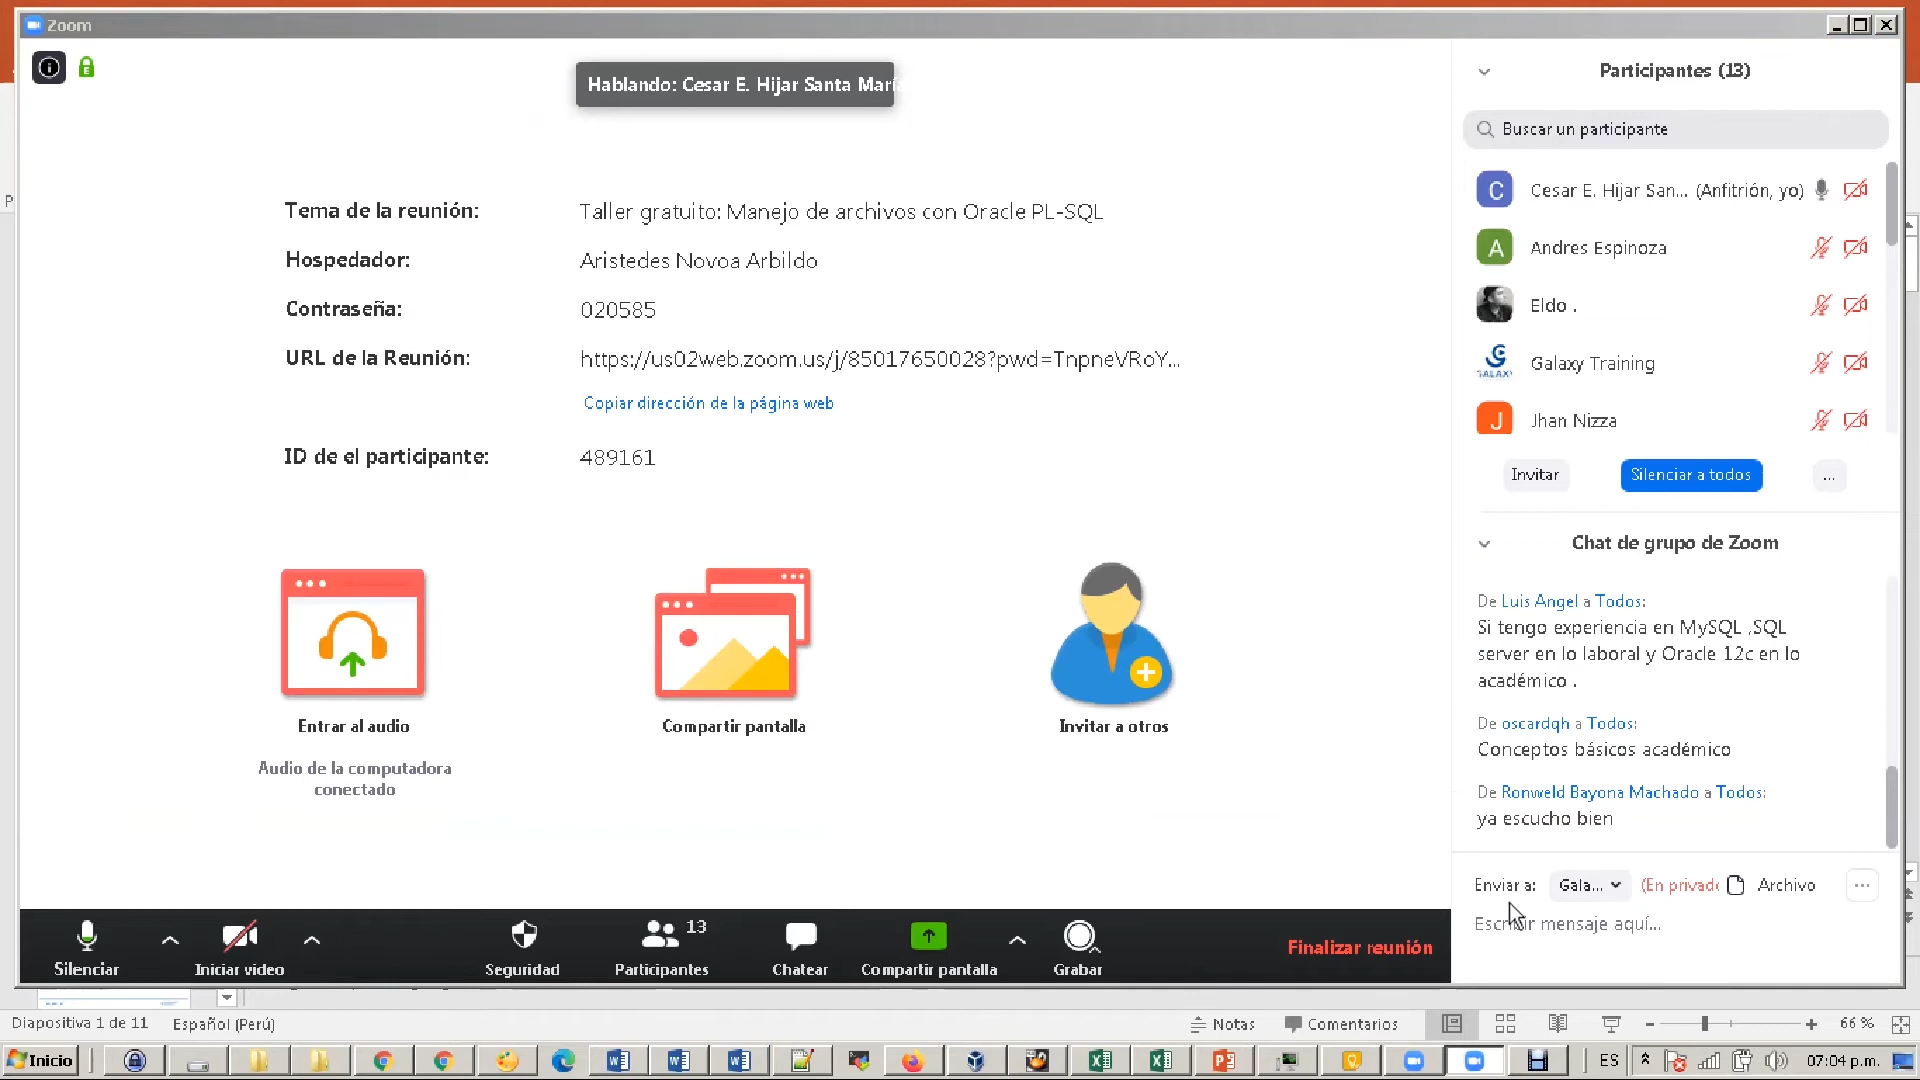 Zoom
Hablando: Cesar E. Hijar Santa María
Tema de la reunión:
Taller gratuito: Manejo de archivos con Oracle PL-SQL
Hospedador:
Aristedes Novoa Arbildo
Contraseña:
020585
URL de la Reunión:
https://us02web.zoom.us/j/85017650028?pwd=TnpneVRoY...
Copiar dirección de la página web
ID de el participante:
489161
Entrar al audio
Audio de la computadora
conectado
Compartir pantalla
Invitar a otros
Participantes (13)
Buscar un participante
C
Cesar E. Hijar San... (Anfitrión, yo)
A
Andres Espinoza
Eldo .
GALAXY
Galaxy Training
J
Jhan Nizza
Invitar
Silenciar a todos
...
Chat de grupo de Zoom
De Luis Angel a Todos:
Si tengo experiencia en MySQL ,SQL
server en lo laboral y Oracle 12c en lo
académico .
De oscardqh a Todos:
Conceptos básicos académico
De Ronweld Bayona Machado a Todos:
ya escucho bien
Enviar a:
Gala...
(En privado
Archivo
...
Escribir mensaje aquí...
Silenciar
Iniciar video
Seguridad
Participantes
13
Chatear
Compartir pantalla
Grabar
Finalizar reunión
P
Diapositiva 1 de 11
Español (Perú)
Notas
Comentarios
66 %
Inicio
ES
07:04 p.m.